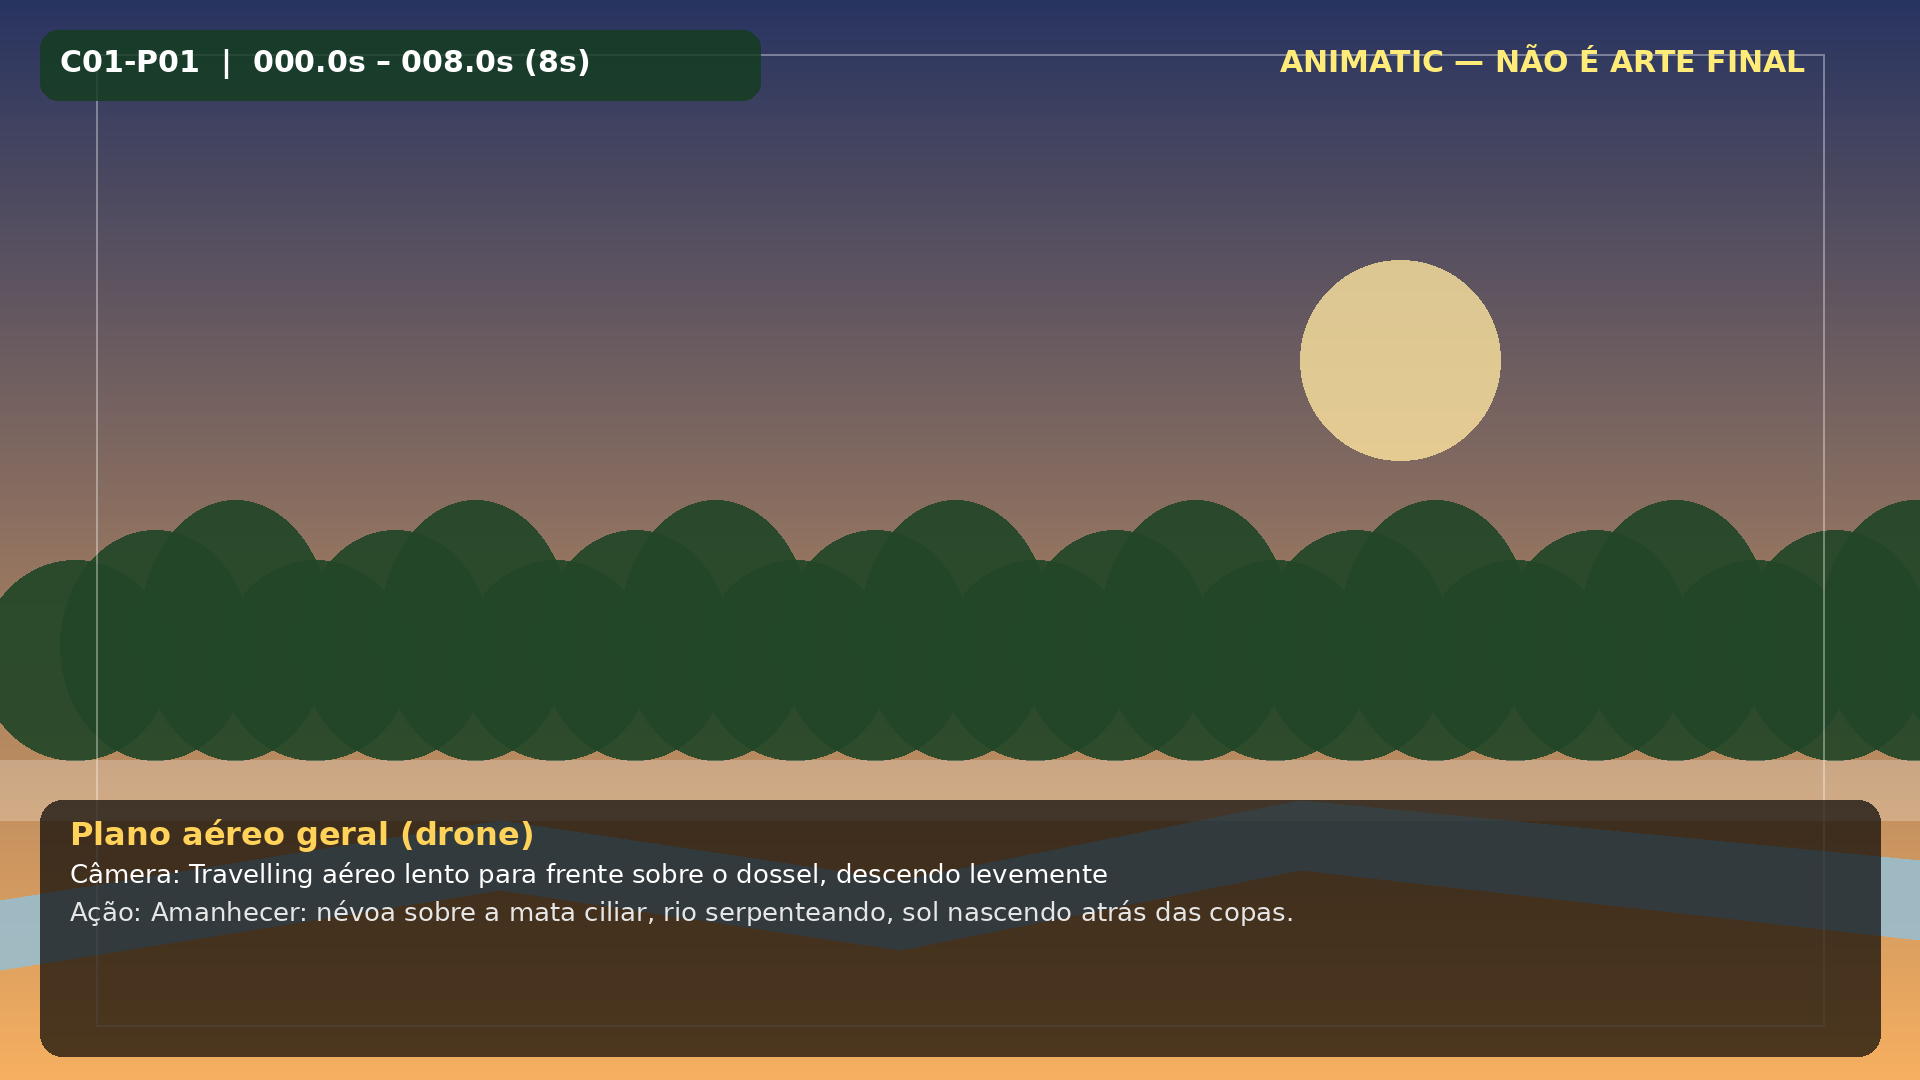 C01-P01 | 000.0s – 008.0s (8s)
ANIMATIC — NÃO É ARTE FINAL
Plano aéreo geral (drone)
Câmera: Travelling aéreo lento para frente sobre o dossel, descendo levemente
Ação: Amanhecer: névoa sobre a mata ciliar, rio serpenteando, sol nascendo atrás das copas.